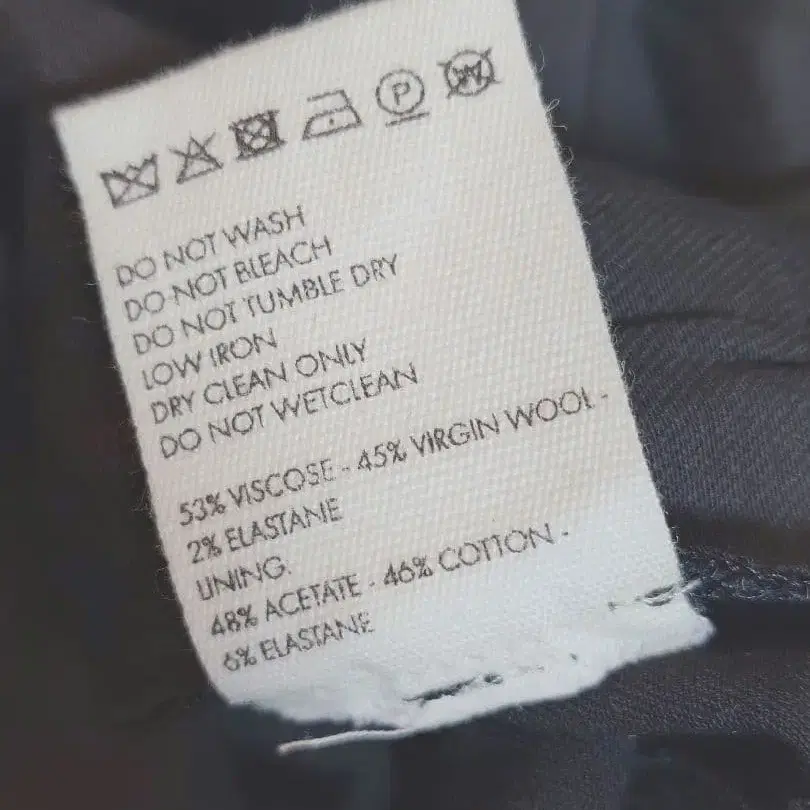 P
W
DO NOT WASH
DO NOT BLEACH
DO NOT TUMBLE DRY
LOW IRON
DRY CLEAN ONLY
DO NOT WETCLEAN
53% VISCOSE - 45% VIRGIN WOOL -
2% ELASTANE
LINING.
48% ACETATE - 46% COTTON -
6% ELASTANE